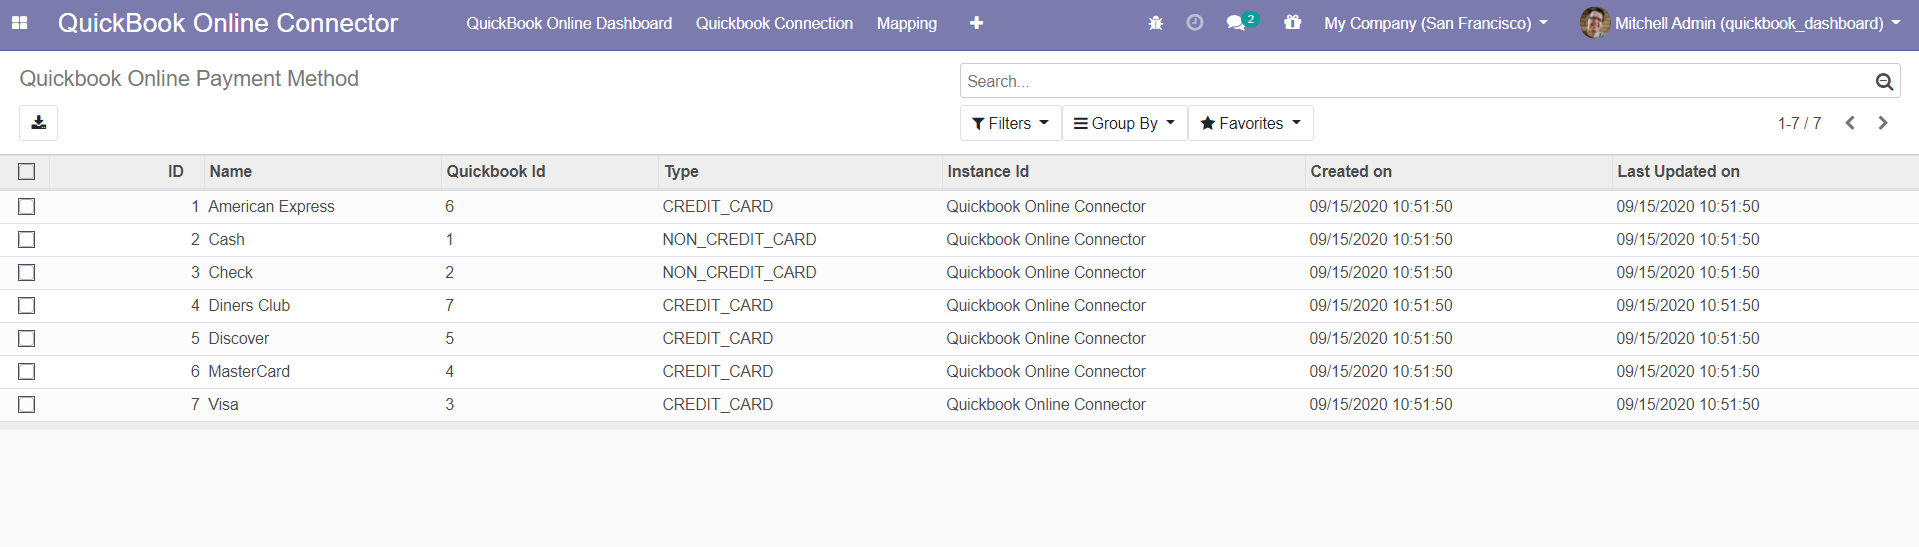 QuickBook Online Connector QuickBook Online Dashboard Quickbook Connection Mapping 2 My Company (San Francisco) Mitchell Admin (quickbook_dashboard)
Quickbook Online Payment Method
Search...
Filters Group By Favorites 1-7 / 7
ID Name Quickbook Id Type Instance Id Created on Last Updated on
1 American Express 6 CREDIT_CARD Quickbook Online Connector 09/15/2020 10:51:50 09/15/2020 10:51:50
2 Cash 1 NON_CREDIT_CARD Quickbook Online Connector 09/15/2020 10:51:50 09/15/2020 10:51:50
3 Check 2 NON_CREDIT_CARD Quickbook Online Connector 09/15/2020 10:51:50 09/15/2020 10:51:50
4 Diners Club 7 CREDIT_CARD Quickbook Online Connector 09/15/2020 10:51:50 09/15/2020 10:51:50
5 Discover 5 CREDIT_CARD Quickbook Online Connector 09/15/2020 10:51:50 09/15/2020 10:51:50
6 MasterCard 4 CREDIT_CARD Quickbook Online Connector 09/15/2020 10:51:50 09/15/2020 10:51:50
7 Visa 3 CREDIT_CARD Quickbook Online Connector 09/15/2020 10:51:50 09/15/2020 10:51:50